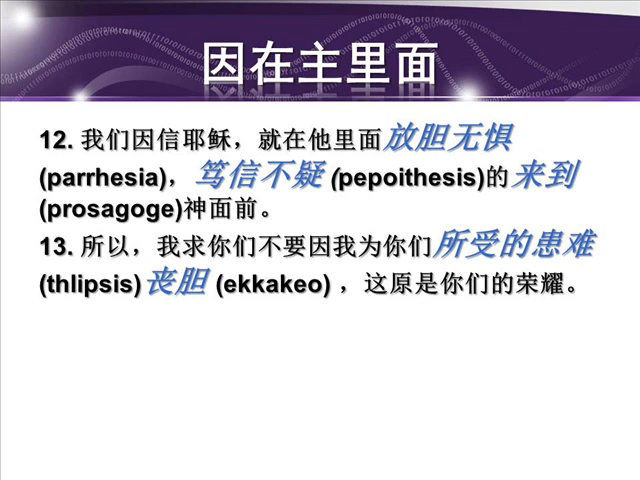 因在主里面
12. 我们因信耶稣，就在他里面放胆无惧
(parrhesia)， 笃信不疑 (pepoithesis)的来到
(prosagoge)神面前。
13. 所以，我求你们不要因我为你们所受的患难
(thlipsis)丧胆 (ekkakeo) ，这原是你们的荣耀。